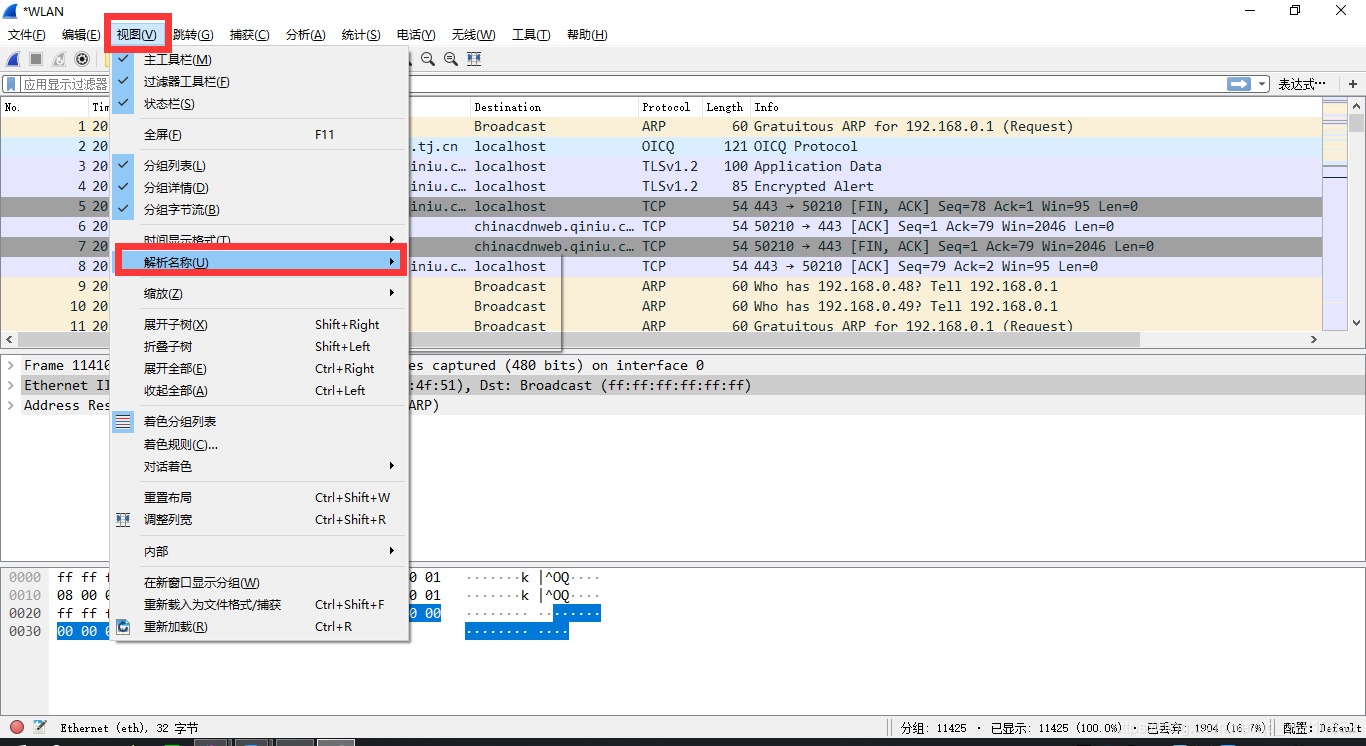 *WLAN
文件(F) 编辑(E) 视图(V) 跳转(G) 捕获(C) 分析(A) 统计(S) 电话(Y) 无线(W) 工具(T) 帮助(H)
应用显示过滤器 表达式… +
No. Tim Destination Protocol Length Info
1 20 Broadcast ARP 60 Gratuitous ARP for 192.168.0.1 (Request)
2 20 .tj.cn localhost OICQ 121 OICQ Protocol
3 20 qiniu.c… localhost TLSv1.2 100 Application Data
4 20 qiniu.c… localhost TLSv1.2 85 Encrypted Alert
5 20 qiniu.c… localhost TCP 54 443 → 50210 [FIN, ACK] Seq=78 Ack=1 Win=95 Len=0
6 20 chinacdnweb.qiniu.c… TCP 54 50210 → 443 [ACK] Seq=1 Ack=79 Win=2046 Len=0
7 20 chinacdnweb.qiniu.c… TCP 54 50210 → 443 [FIN, ACK] Seq=1 Ack=79 Win=2046 Len=0
8 20 qiniu.c… localhost TCP 54 443 → 50210 [ACK] Seq=79 Ack=2 Win=95 Len=0
9 20 Broadcast ARP 60 Who has 192.168.0.48? Tell 192.168.0.1
10 20 Broadcast ARP 60 Who has 192.168.0.49? Tell 192.168.0.1
11 20 Broadcast ARP 60 Gratuitous ARP for 192.168.0.1 (Request)
主工具栏(M)
过滤器工具栏(F)
状态栏(S)
全屏(F) F11
分组列表(L)
分组详情(D)
分组字节流(B)
时间显示格式(T)
解析名称(U)
缩放(Z)
展开子树(X) Shift+Right
折叠子树 Shift+Left
展开全部(E) Ctrl+Right
收起全部(A) Ctrl+Left
着色分组列表
着色规则(C)...
对话着色
重置布局 Ctrl+Shift+W
调整列宽 Ctrl+Shift+R
内部
在新窗口显示分组(W)
重新载入为文件格式/捕获 Ctrl+Shift+F
重新加载(R) Ctrl+R
Frame 11410 es captured (480 bits) on interface 0
Ethernet II :4f:51), Dst: Broadcast (ff:ff:ff:ff:ff:ff)
Address Res ARP)
0000 ff ff f 0 01 ·······k |^OQ····
0010 08 00 0 0 01 ·······k |^OQ····
0020 ff ff f 0 00 ········ ········
0030 00 00 0 ········ ····
Ethernet (eth), 32 字节 分组: 11425 · 已显示: 11425 (100.0%) · 已丢弃: 1904 (16.7%) 配置: Default